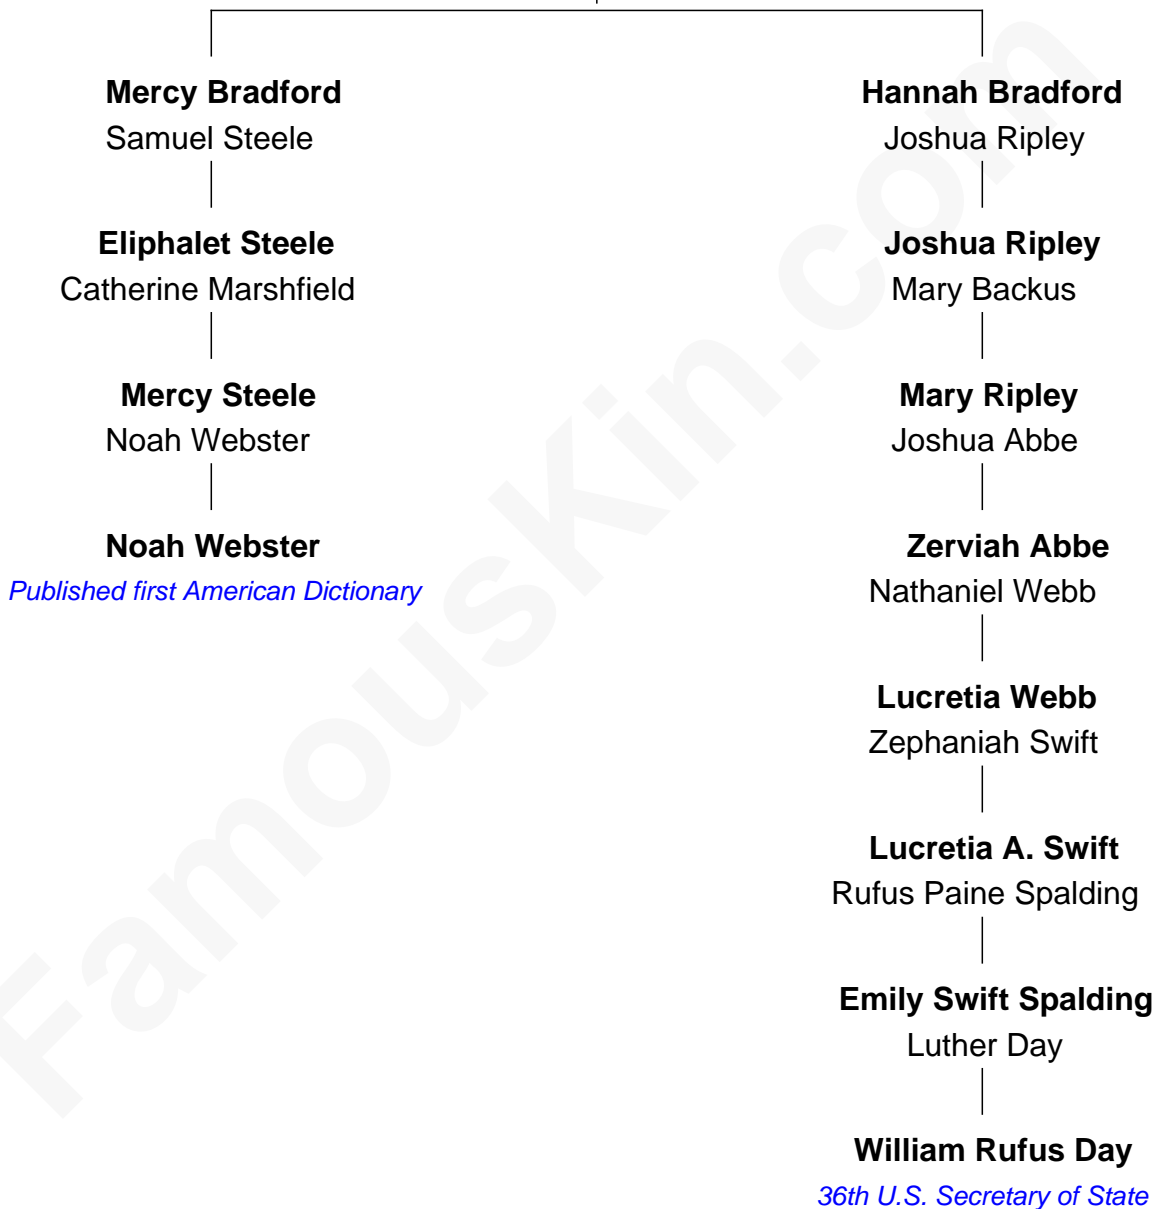 Mercy Bradford
Samuel Steele
Eliphalet Steele
Catherine Marshfield
Mercy Steele
Noah Webster
Noah Webster
Published first American Dictionary
Hannah Bradford
Joshua Ripley
Joshua Ripley
Mary Backus
Mary Ripley
Joshua Abbe
Zerviah Abbe
Nathaniel Webb
Lucretia Webb
Zephaniah Swift
Lucretia A. Swift
Rufus Paine Spalding
Emily Swift Spalding
Luther Day
William Rufus Day
36th U.S. Secretary of State
FamousKin.com